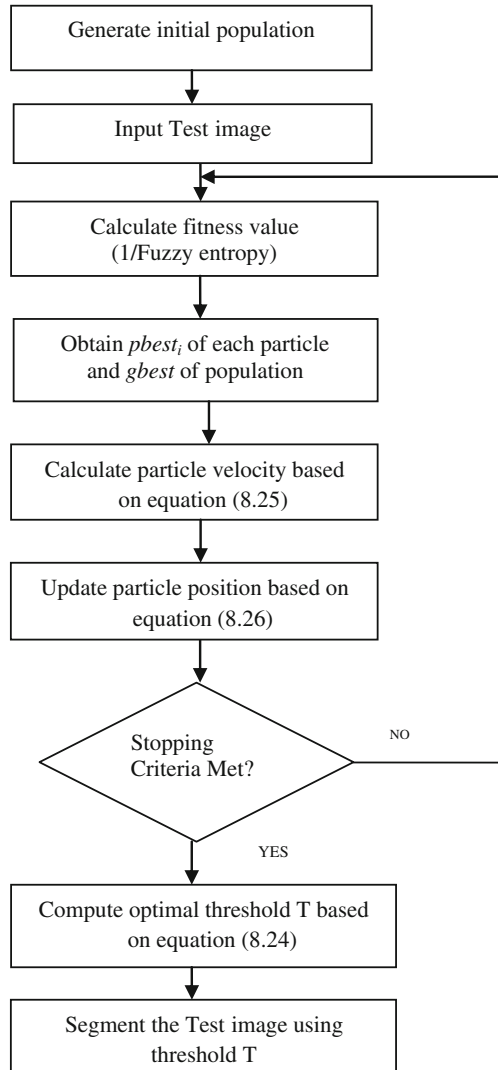 Generate initial population
Input Test image
Calculate fitness value
(1/Fuzzy entropy)
Obtain pbestᵢ of each particle
and gbest of population
Calculate particle velocity based
on equation (8.25)
Update particle position based on
equation (8.26)
Stopping
Criteria Met?
NO
YES
Compute optimal threshold T based
on equation (8.24)
Segment the Test image using
threshold T